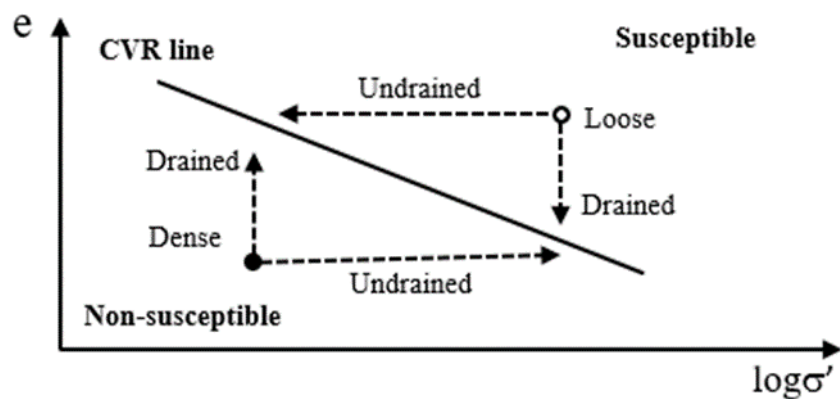 e
CVR line
Susceptible
Undrained
Loose
Drained
Drained
Dense
Undrained
Non-susceptible
logσ′